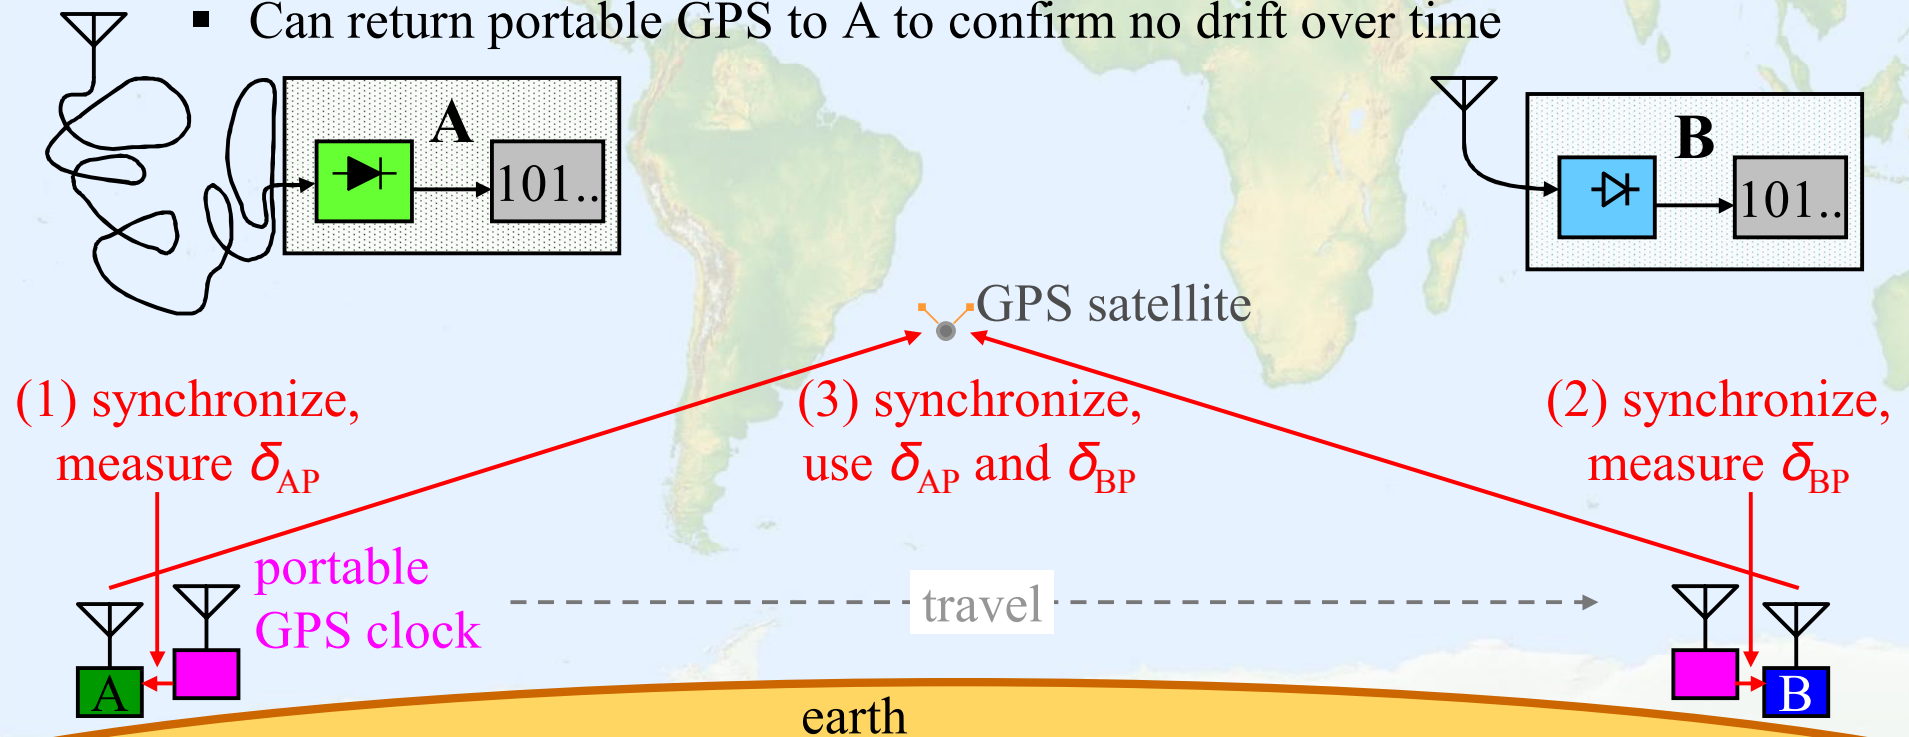 ▪ Can return portable GPS to A to confirm no drift over time
A
101..
B
101..
GPS satellite
(1) synchronize,
measure δAP
(3) synchronize,
use δAP and δBP
(2) synchronize,
measure δBP
portable
GPS clock
travel
A
B
earth